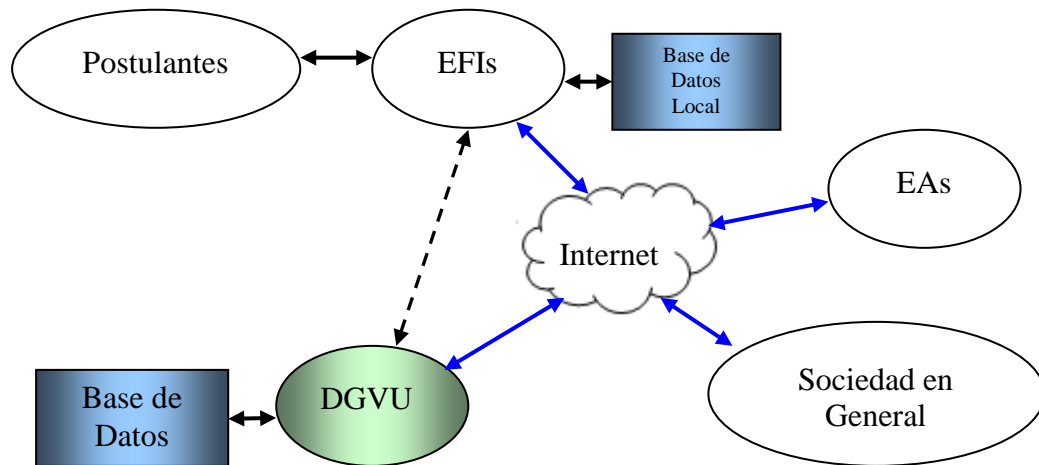 Postulantes
EFIs
Base de
Datos
Local
EAs
Internet
Sociedad en
General
DGVU
Base de
Datos